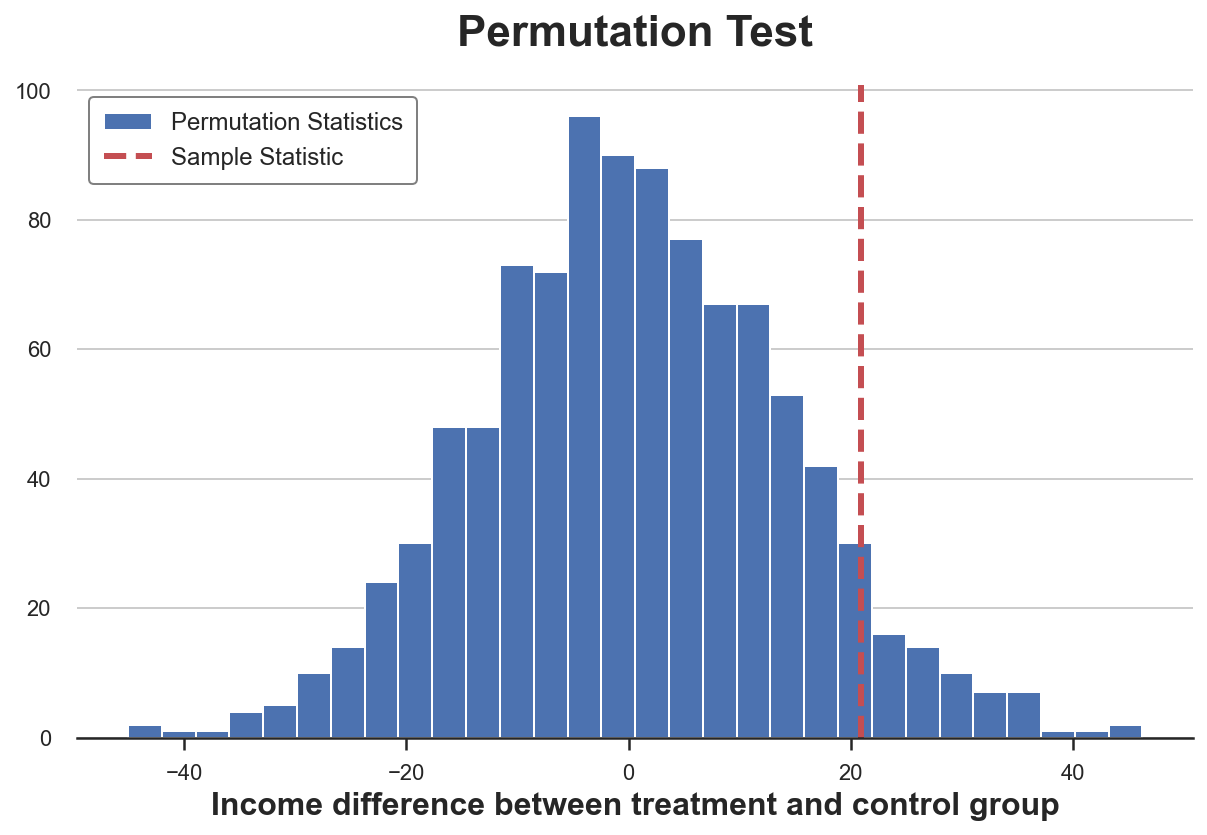 Permutation Test
100
80
60
40
20
0
Permutation Statistics
Sample Statistic
−40 −20 0 20 40
Income difference between treatment and control group